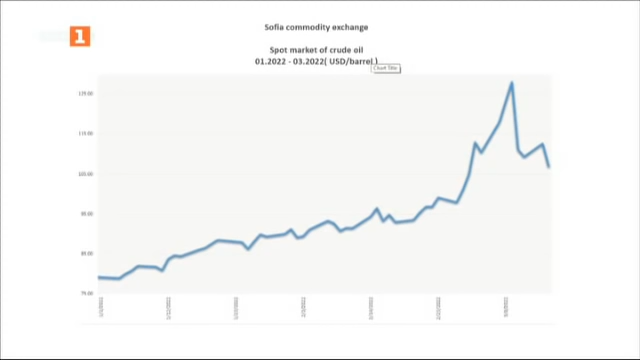 1
Sofia commodity exchange
Spot market of crude oil
01.2022 - 03.2022( USD/barrel )
Chart Title
125.00
115.00
105.00
95.00
85.00
75.00